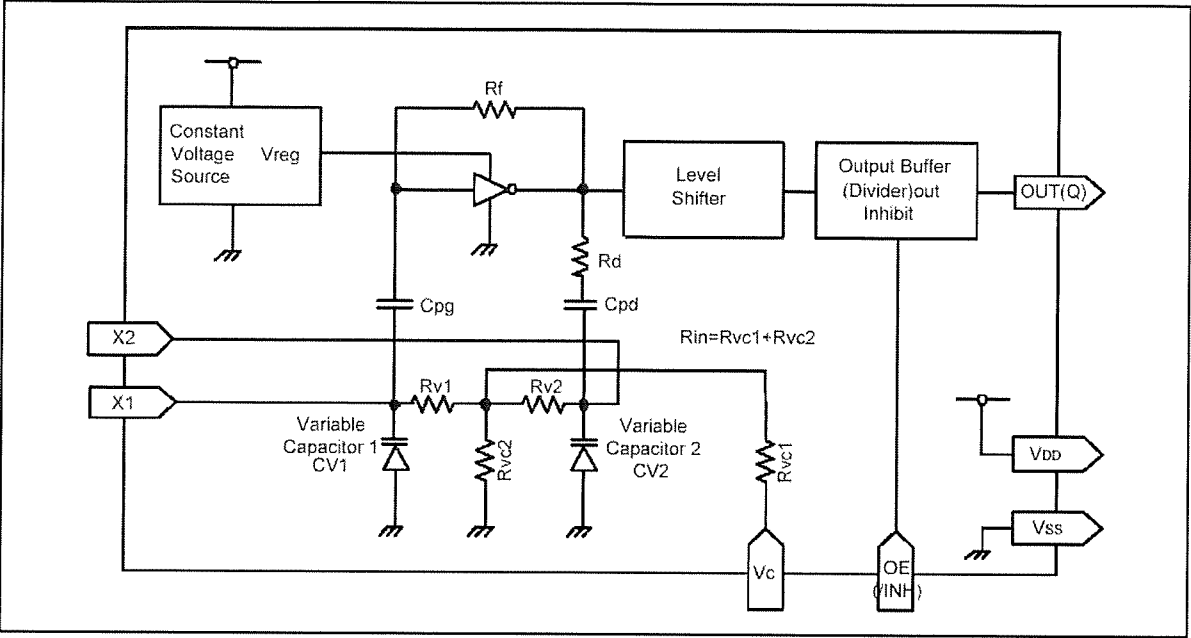 Rf
Constant
Voltage Vreg
Source
Level
Shifter
Output Buffer
(Divider)out
Inhibit
OUT(Q)
Rd
Cpg
Cpd
X2
Rin=Rvc1+Rvc2
X1
Rv1
Rv2
Variable
Capacitor 1
CV1
Rvc2
Variable
Capacitor 2
CV2
Rvc1
VDD
VSS
Vc
OE
(/INH)